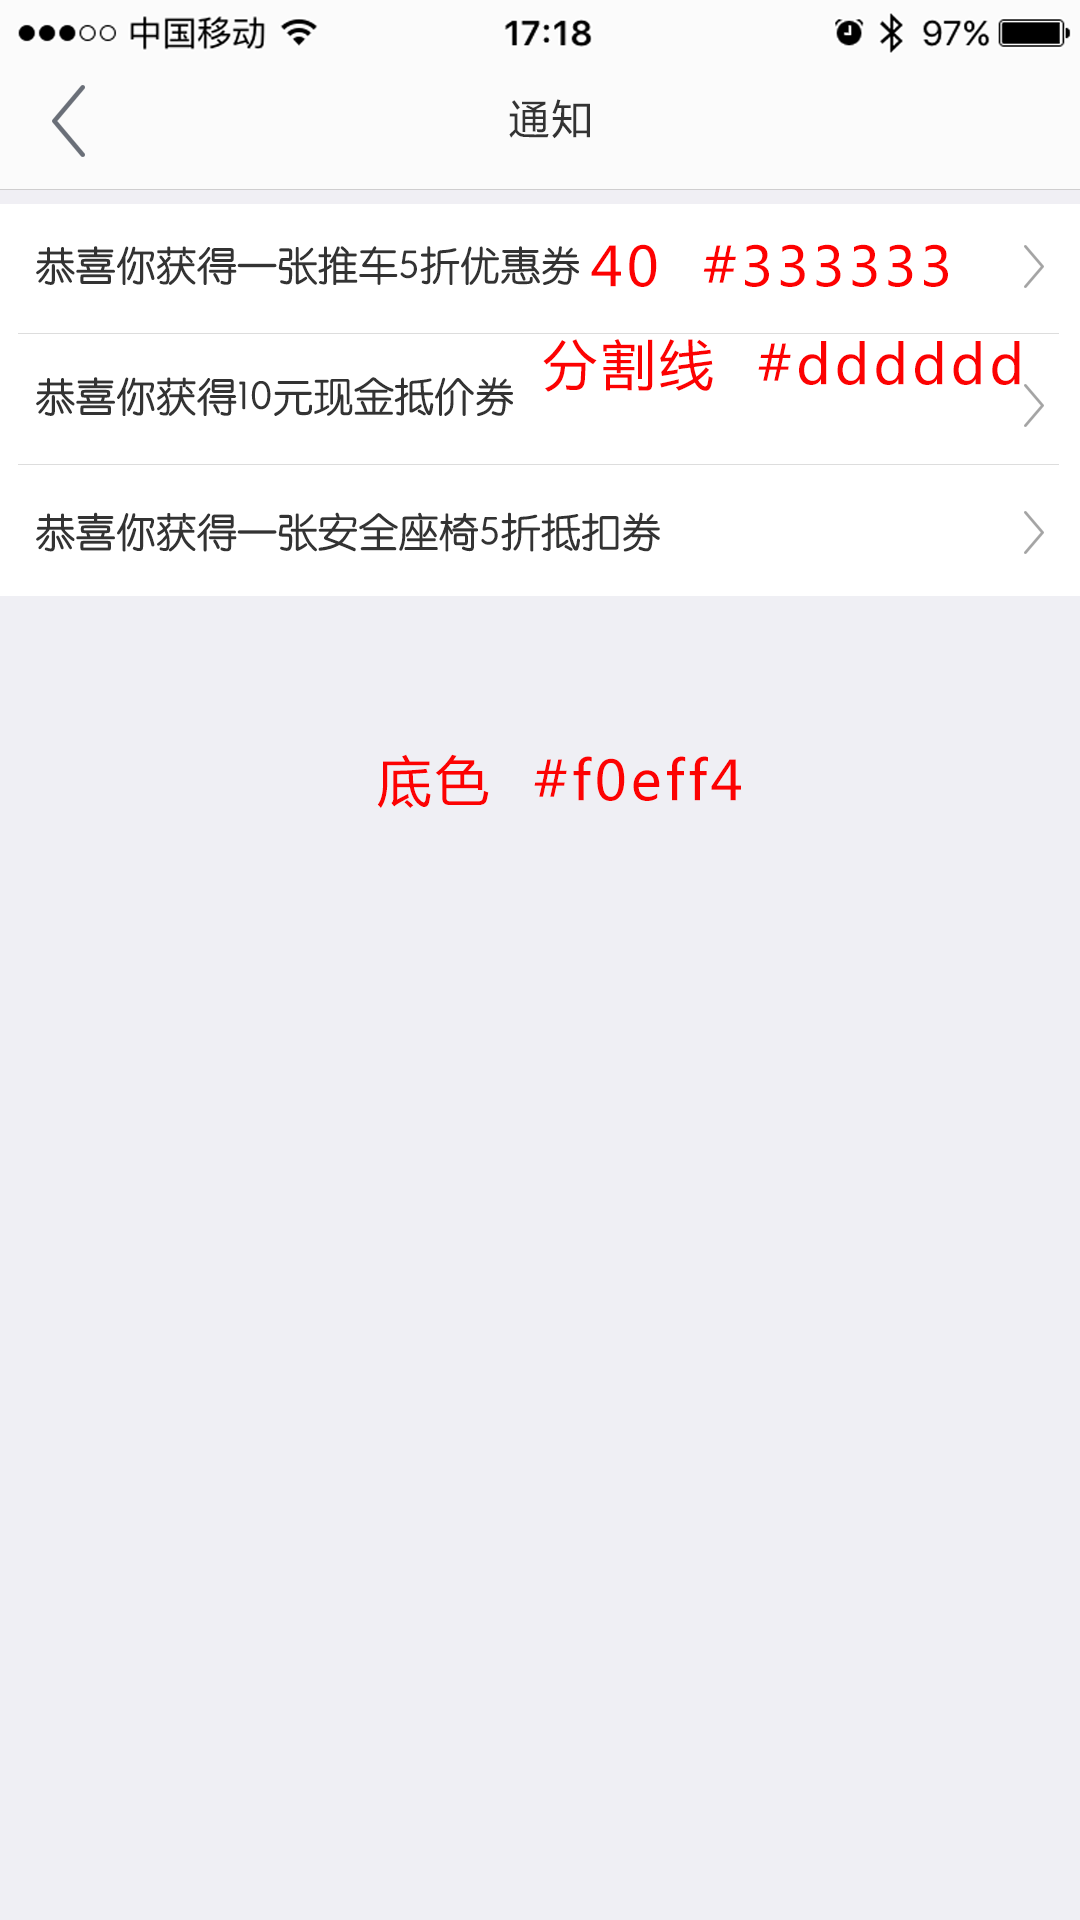 中国移动 17:18 97%
通知
恭喜你获得一张推车5折优惠券 40 #333333
分割线 #dddddd
恭喜你获得10元现金抵价券
恭喜你获得一张安全座椅5折抵扣券
底色 #f0eff4